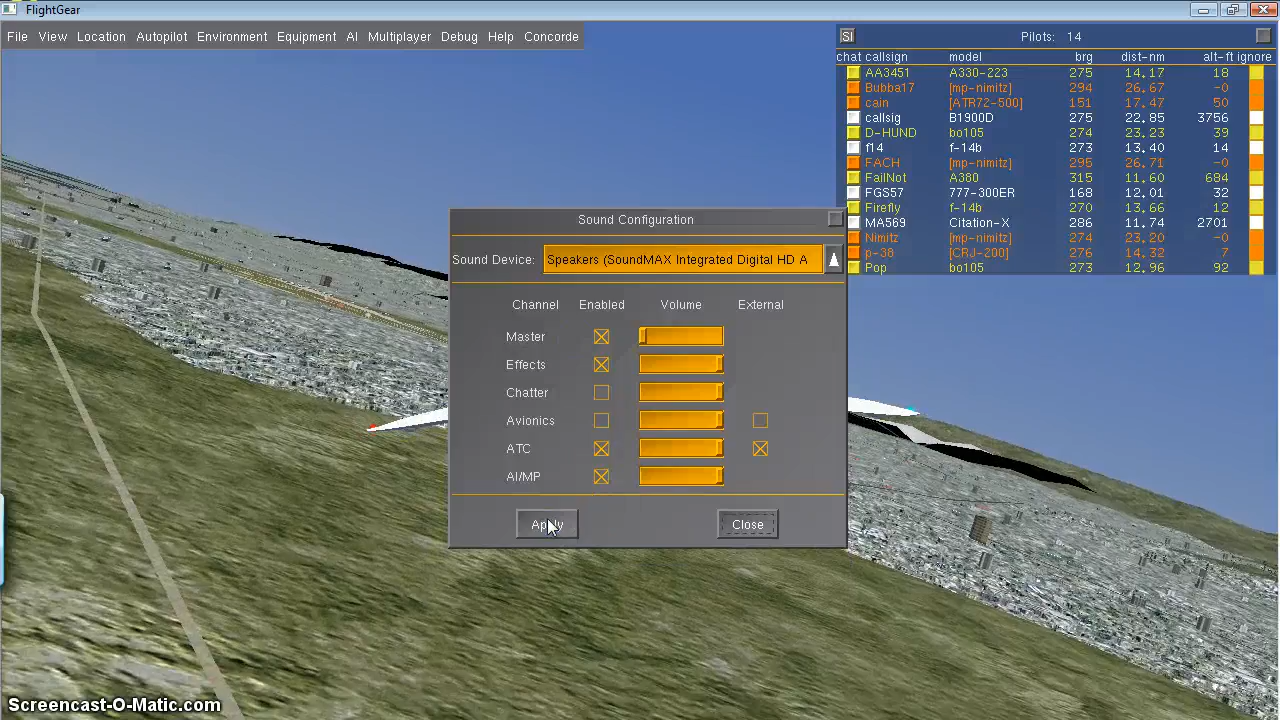 FlightGear
File View Location Autopilot Environment Equipment AI Multiplayer Debug Help Concorde
SI Pilots: 14
chat callsign model brg dist-nm alt-ft ignore
AA3451 A330-223 275 14.17 18
Bubba17 [mp-nimitz] 294 26.67 -0
cain [ATR72-500] 151 17.47 50
callsig B1900D 275 22.85 3756
D-HUND bo105 274 23.23 39
f14 f-14b 273 13.40 14
FACH [mp-nimitz] 295 26.71 -0
FailNot A380 315 11.60 684
FGS57 777-300ER 168 12.01 32
Firefly f-14b 270 13.66 12
MA569 Citation-X 286 11.74 2701
Nimitz [mp-nimitz] 274 23.20 -0
p-38 [CRJ-200] 276 14.32 7
Pop bo105 273 12.96 92
Sound Configuration
Sound Device: Speakers (SoundMAX Integrated Digital HD A
Channel Enabled Volume External
Master
Effects
Chatter
Avionics
ATC
AI/MP
Apply Close
Screencast-O-Matic.com